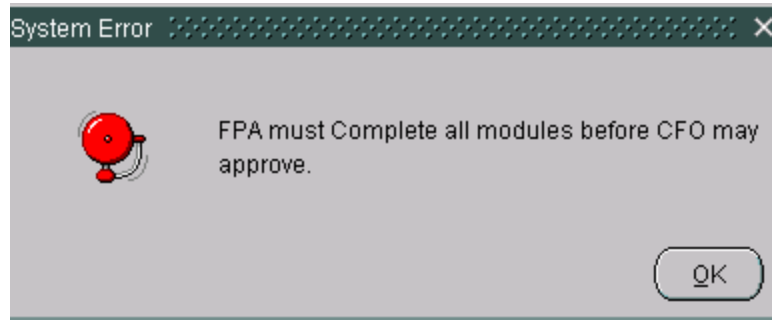 System Error
FPA must Complete all modules before CFO may
approve.
OK